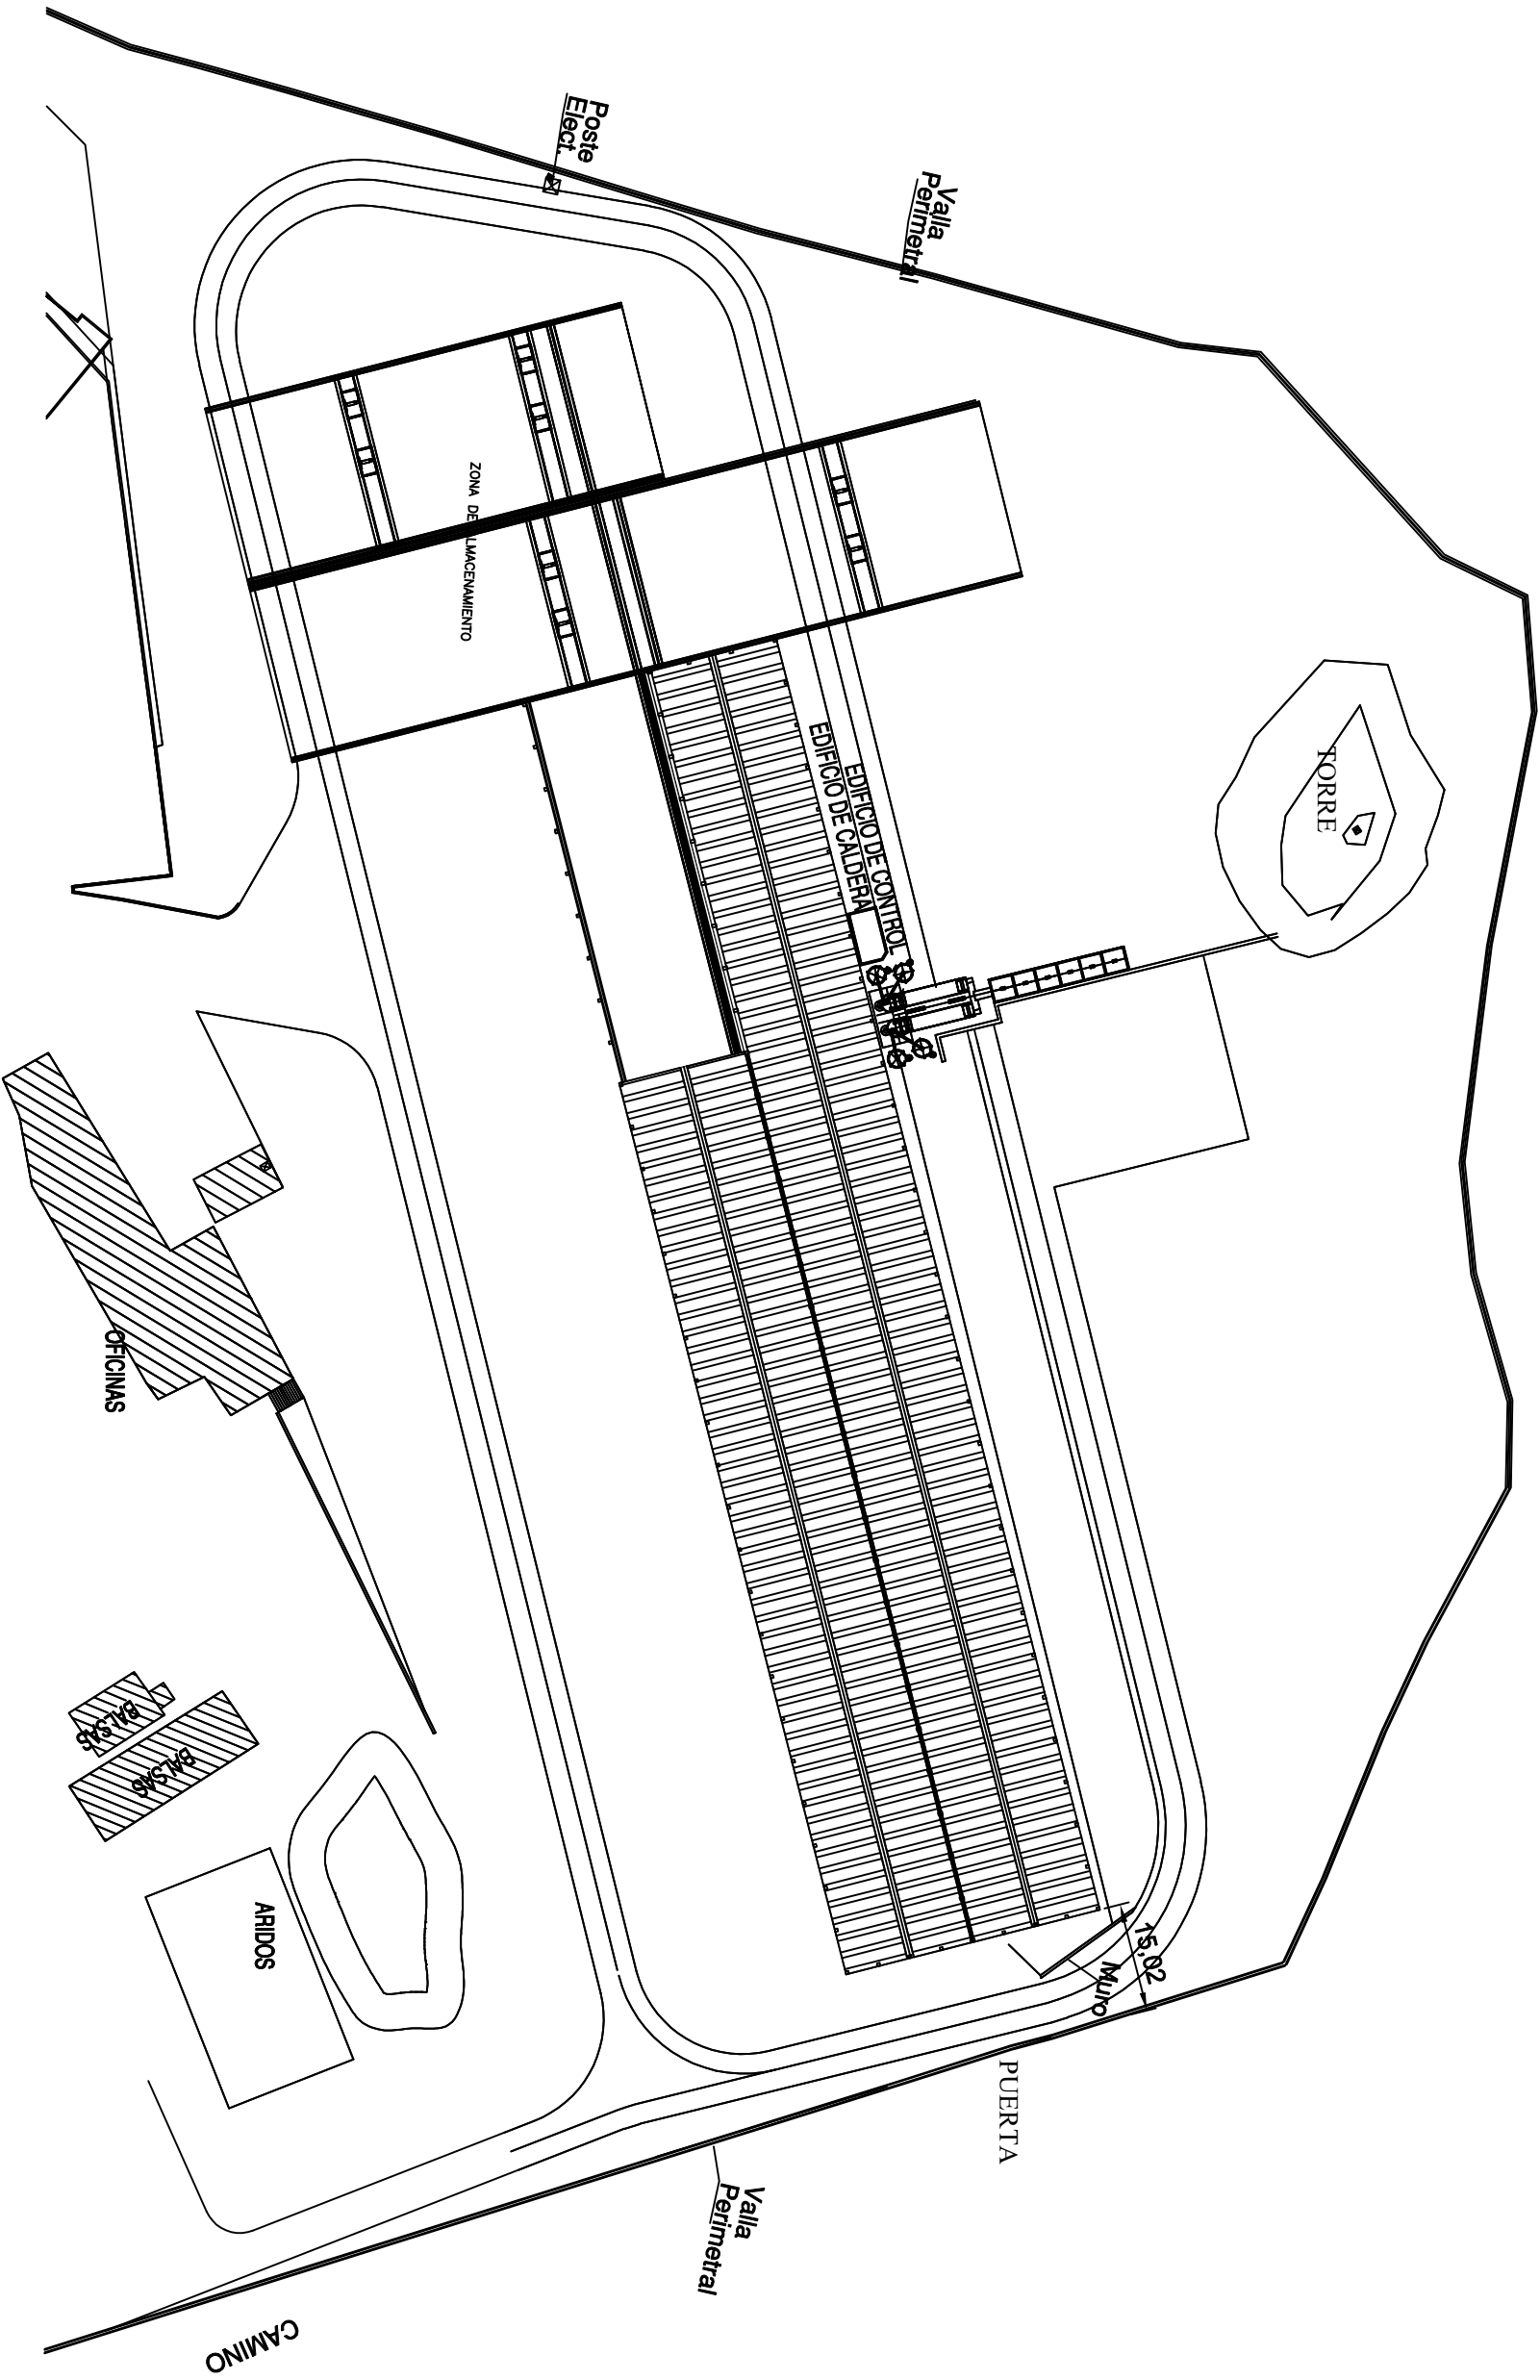 Poste
Elect.
Valla
Perimetral
ZONA DE ALMACENAMIENTO
TORRE
EDIFICIO DE CONTROL
EDIFICIO DE CALDERA
OFICINAS
BALSAS
BALSAS
ARIDOS
15,02
Muro
PUERTA
Valla
Perimetral
CAMINO